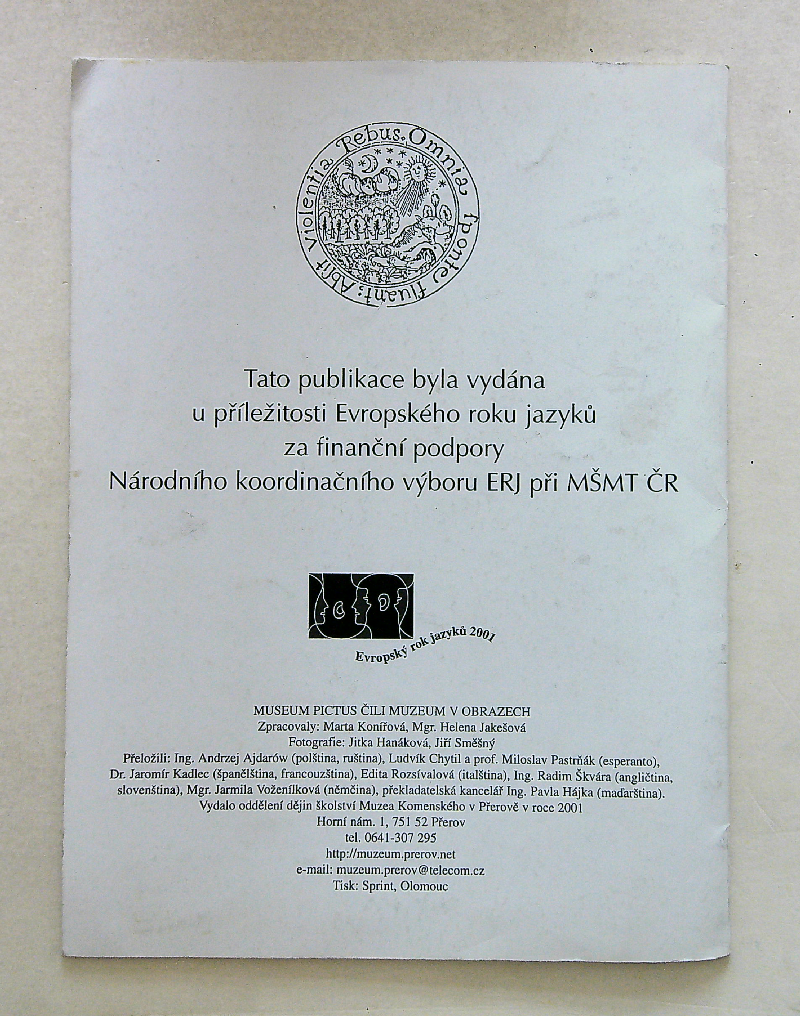 Abſit violentia Rebus. Omnia ſponte fluant;
Tato publikace byla vydána
u příležitosti Evropského roku jazyků
za finanční podpory
Národního koordinačního výboru ERJ při MŠMT ČR
Evropský rok jazyků 2001
MUSEUM PICTUS ČILI MUZEUM V OBRAZECH
Zpracovaly: Marta Konířová, Mgr. Helena Jakešová
Fotografie: Jitka Hanáková, Jiří Směšný
Přeložili: Ing. Andrzej Ajdarów (polština, ruština), Ludvík Chytil a prof. Miloslav Pastrňák (esperanto),
Dr. Jaromír Kadlec (španělština, francouzština), Edita Rozsívalová (italština), Ing. Radim Škvára (angličtina,
slovenština), Mgr. Jarmila Voženílková (němčina), překladatelská kancelář Ing. Pavla Hájka (maďarština).
Vydalo oddělení dějin školství Muzea Komenského v Přerově v roce 2001
Horní nám. 1, 751 52 Přerov
tel. 0641-307 295
http://muzeum.prerov.net
e-mail: muzeum.prerov@telecom.cz
Tisk: Sprint, Olomouc